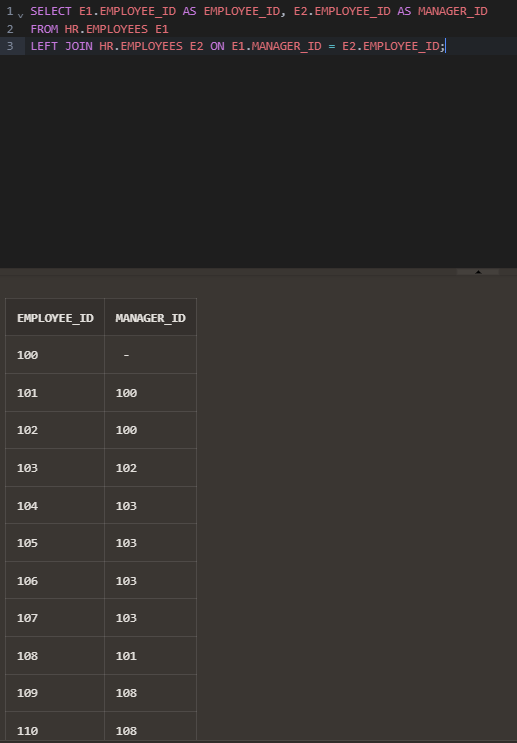 1 SELECT E1.EMPLOYEE_ID AS EMPLOYEE_ID, E2.EMPLOYEE_ID AS MANAGER_ID
2 FROM HR.EMPLOYEES E1
3 LEFT JOIN HR.EMPLOYEES E2 ON E1.MANAGER_ID = E2.EMPLOYEE_ID;
EMPLOYEE_ID MANAGER_ID
100 -
101 100
102 100
103 102
104 103
105 103
106 103
107 103
108 101
109 108
110 108